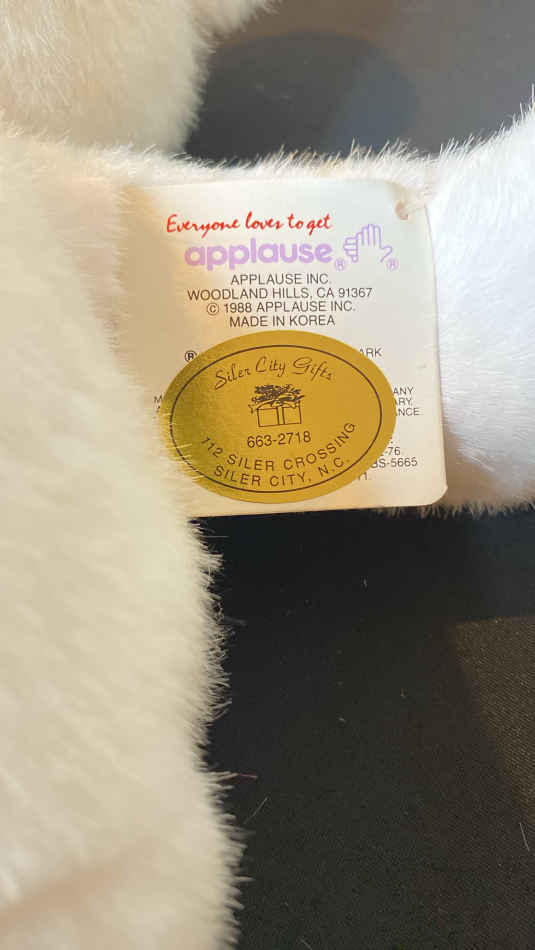 Everyone loves to get
applause® ®
APPLAUSE INC.
WOODLAND HILLS, CA 91367
© 1988 APPLAUSE INC.
MADE IN KOREA
®
Siler City Gifts
663-2718
112 SILER CROSSING
SILER CITY, N.C.